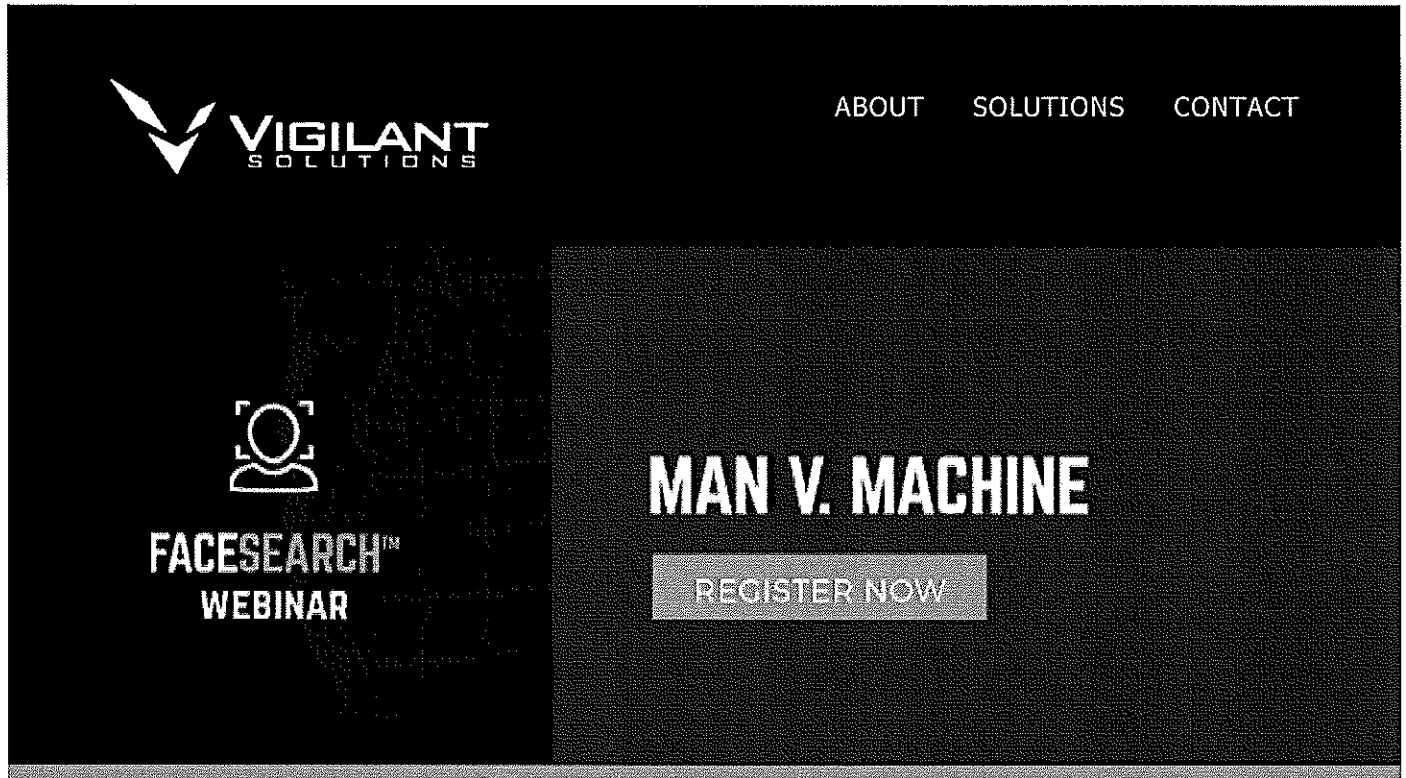 VIGILANT
SOLUTIONS
ABOUT SOLUTIONS CONTACT
FACESEARCH™
WEBINAR
MAN V. MACHINE
REGISTER NOW